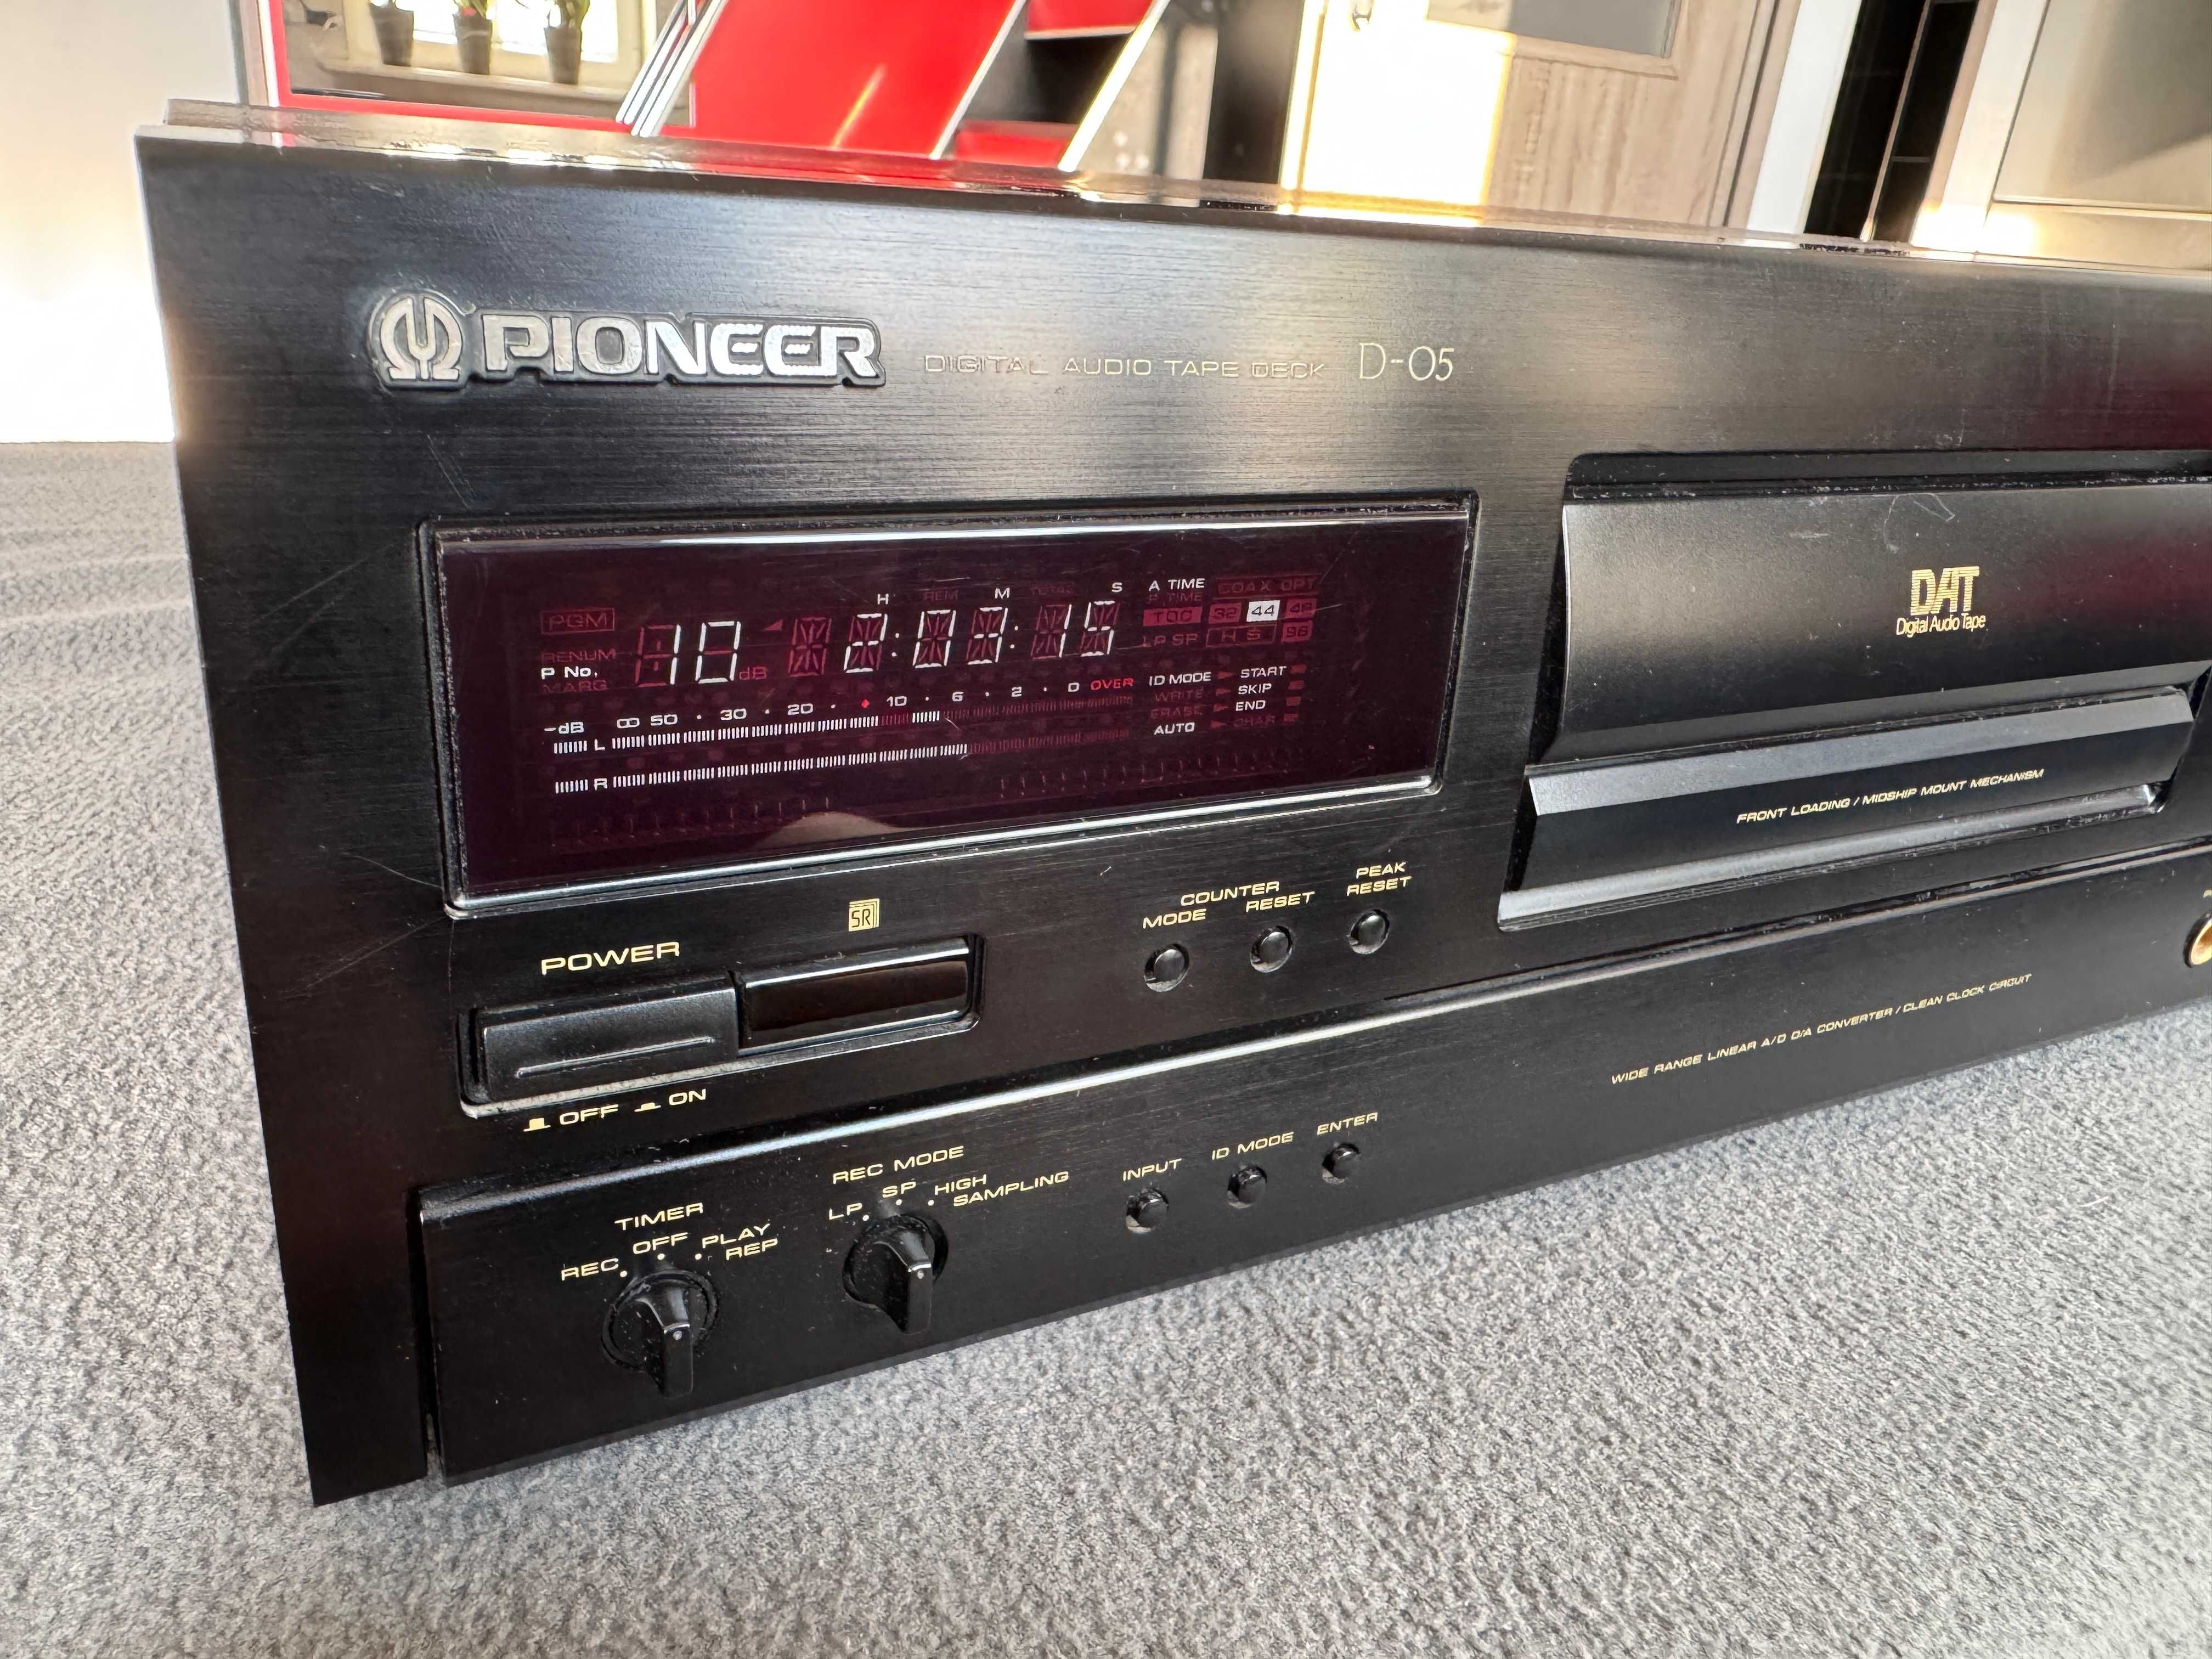 PIONEER DIGITAL AUDIO TAPE DECK D-05
H REM M TOTAL S
A TIME COAX OPT
P TIME
PGM
TOC 32 44 48
RENUM
LP SP H S 96
P No,
10 dB 2:03:15
MARG
ID MODE START
WRITE SKIP
ERASE END
AUTO CHAR
-dB ∞ 50 · 30 · 20 · ♦ 10 · 6 · 2 · 0 OVER
L
R
DAT
Digital Audio Tape
FRONT LOADING / MIDSHIP MOUNT MECHANISM
SR
POWER
OFF ON
COUNTER
MODE RESET
PEAK
RESET
WIDE RANGE LINEAR A/D D/A CONVERTER / CLEAN CLOCK CIRCUIT
TIMER
REC OFF PLAY
REP
REC MODE
LP SP HIGH
SAMPLING
INPUT ID MODE ENTER